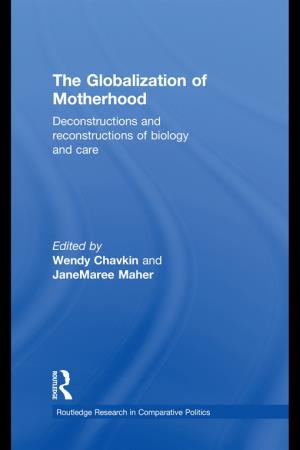 The Globalization of
Motherhood
Deconstructions and
reconstructions of biology
and care
Edited by
Wendy Chavkin and
JaneMaree Maher
ROUTLEDGE
Routledge Research in Comparative Politics